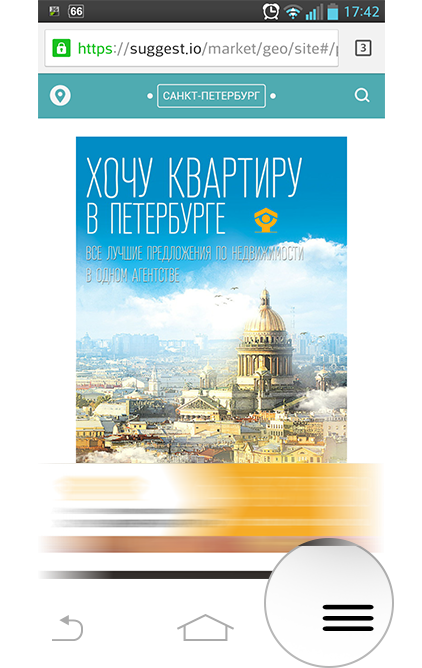 66
17:42
https://suggest.io/market/geo/site#/
3
САНКТ-ПЕТЕРБУРГ
ХОЧУ КВАРТИРУ
В ПЕТЕРБУРГЕ
ВСЕ ЛУЧШИЕ ПРЕДЛОЖЕНИЯ ПО НЕДВИЖИМОСТИ
В ОДНОМ АГЕНТСТВЕ